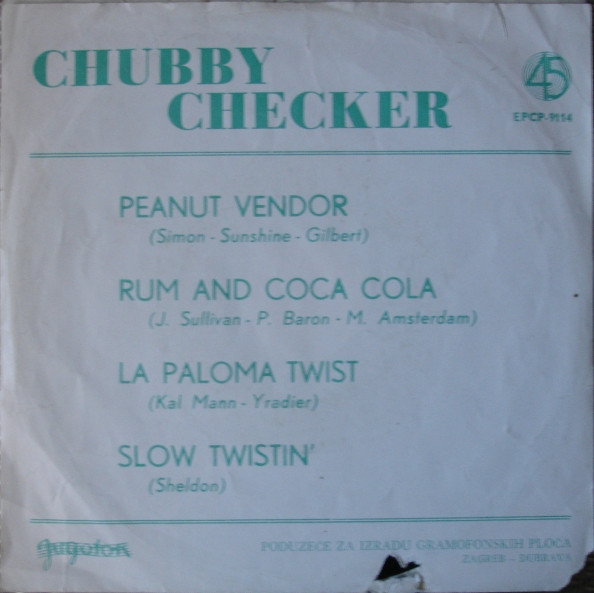 CHUBBY
CHECKER
45
EPCP-9114
PEANUT VENDOR
(Simon - Sunshine - Gilbert)
RUM AND COCA COLA
(J. Sullivan - P. Baron - M. Amsterdam)
LA PALOMA TWIST
(Kal Mann - Yradier)
SLOW TWISTIN'
(Sheldon)
Jugoton
PODUZEĆE ZA IZRADU GRAMOFONSKIH PLOČA
ZAGREB - DUBRAVA